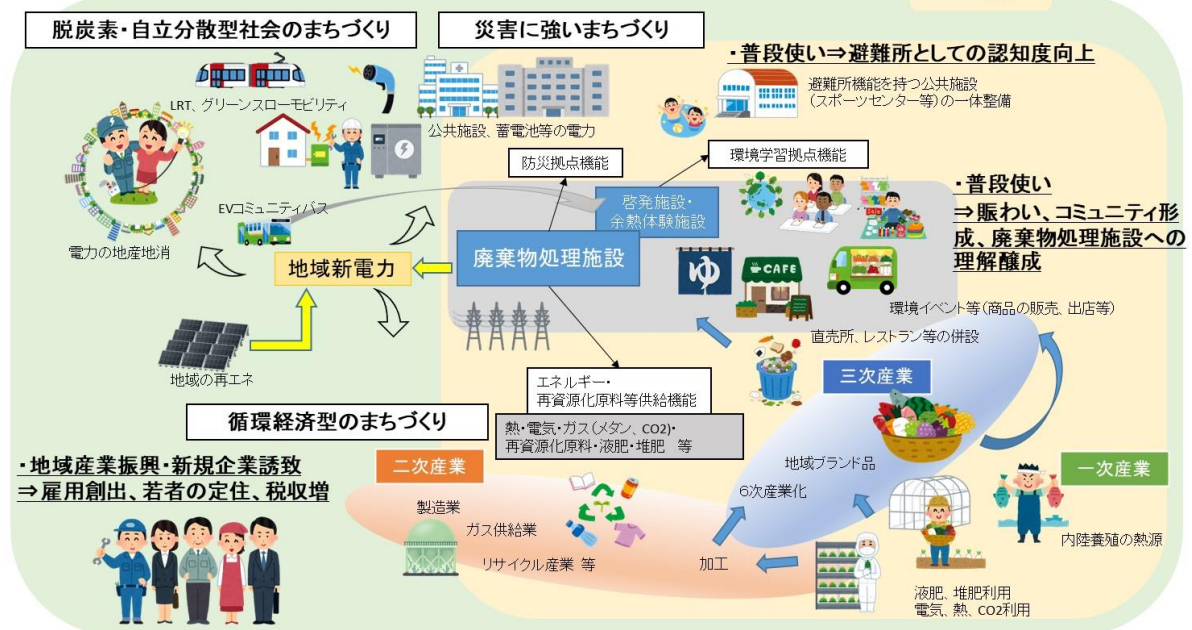 脱炭素・自立分散型社会のまちづくり
災害に強いまちづくり
・普段使い⇒避難所としての認知度向上
避難所機能を持つ公共施設
（スポーツセンター等）の一体整備
LRT、グリーンスローモビリティ
公共施設、蓄電池等の電力
防災拠点機能
環境学習拠点機能
啓発施設・
余熱体験施設
・普段使い
⇒賑わい、コミュニティ形
成、廃棄物処理施設への
理解醸成
EVコミュニティバス
電力の地産地消
地域新電力
廃棄物処理施設
ゆ
CAFE
Sale
環境イベント等（商品の販売、出店等）
直売所、レストラン等の併設
地域の再エネ
エネルギー・
再資源化原料等供給機能
三次産業
循環経済型のまちづくり
熱・電気・ガス（メタン、CO2）・
再資源化原料・液肥・堆肥 等
・地域産業振興・新規企業誘致
⇒雇用創出、若者の定住、税収増
二次産業
地域ブランド品
一次産業
6次産業化
製造業
ガス供給業
リサイクル産業 等
加工
内陸養殖の熱源
液肥、堆肥利用
電気、熱、CO2利用